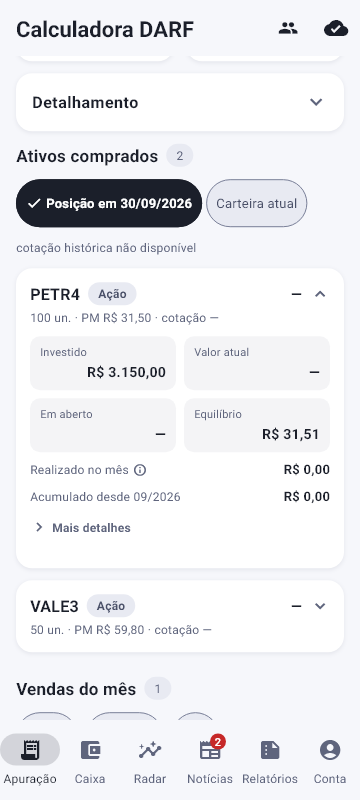 Calculadora DARF
Detalhamento
Ativos comprados 2
Posição em 30/09/2026 Carteira atual
cotação histórica não disponível
PETR4 Ação –
100 un. · PM R$ 31,50 · cotação —
Investido Valor atual
R$ 3.150,00 –
Em aberto Equilíbrio
– R$ 31,51
Realizado no mês R$ 0,00
Acumulado desde 09/2026 R$ 0,00
Mais detalhes
VALE3 Ação –
50 un. · PM R$ 59,80 · cotação —
Vendas do mês 1
2
Apuração Caixa Radar Notícias Relatórios Conta